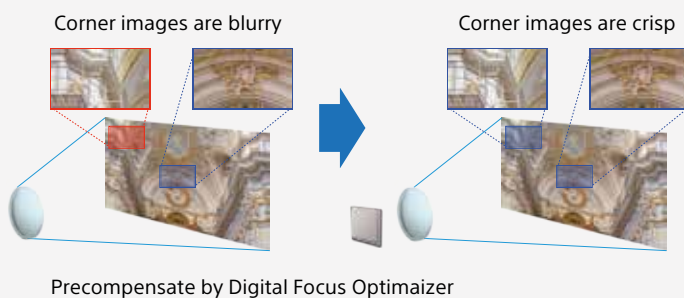 Corner images are blurry
Corner images are crisp
Precompensate by Digital Focus Optimaizer